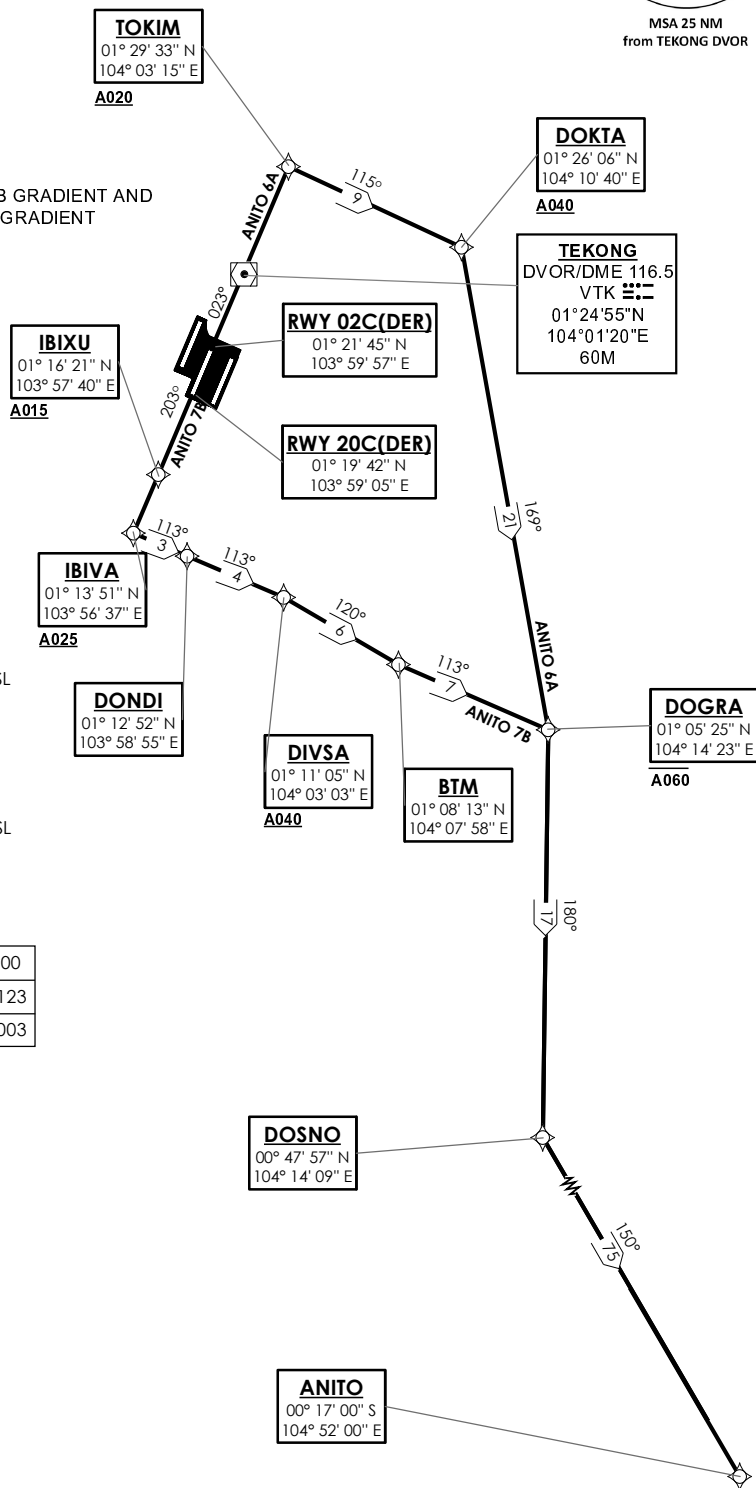 MSA 25 NM
from TEKONG DVOR
TOKIM
01° 29' 33" N
104° 03' 15" E
A020
DOKTA
01° 26' 06" N
104° 10' 40" E
A040
115°
9
ANITO 6A
B GRADIENT AND
GRADIENT
TEKONG
DVOR/DME 116.5
VTK
01°24'55"N
104°01'20"E
60M
023°
RWY 02C(DER)
01° 21' 45" N
103° 59' 57" E
IBIXU
01° 16' 21" N
103° 57' 40" E
A015
203°
ANITO 7B
RWY 20C(DER)
01° 19' 42" N
103° 59' 05" E
169°
21
IBIVA
01° 13' 51" N
103° 56' 37" E
A025
113°
3
113°
4
120°
6
113°
7
ANITO 7B
ANITO 6A
SL
DONDI
01° 12' 52" N
103° 58' 55" E
DIVSA
01° 11' 05" N
104° 03' 03" E
A040
BTM
01° 08' 13" N
104° 07' 58" E
DOGRA
01° 05' 25" N
104° 14' 23" E
A060
SL
180°
17
00
123
003
DOSNO
00° 47' 57" N
104° 14' 09" E
150°
75
ANITO
00° 17' 00" S
104° 52' 00" E